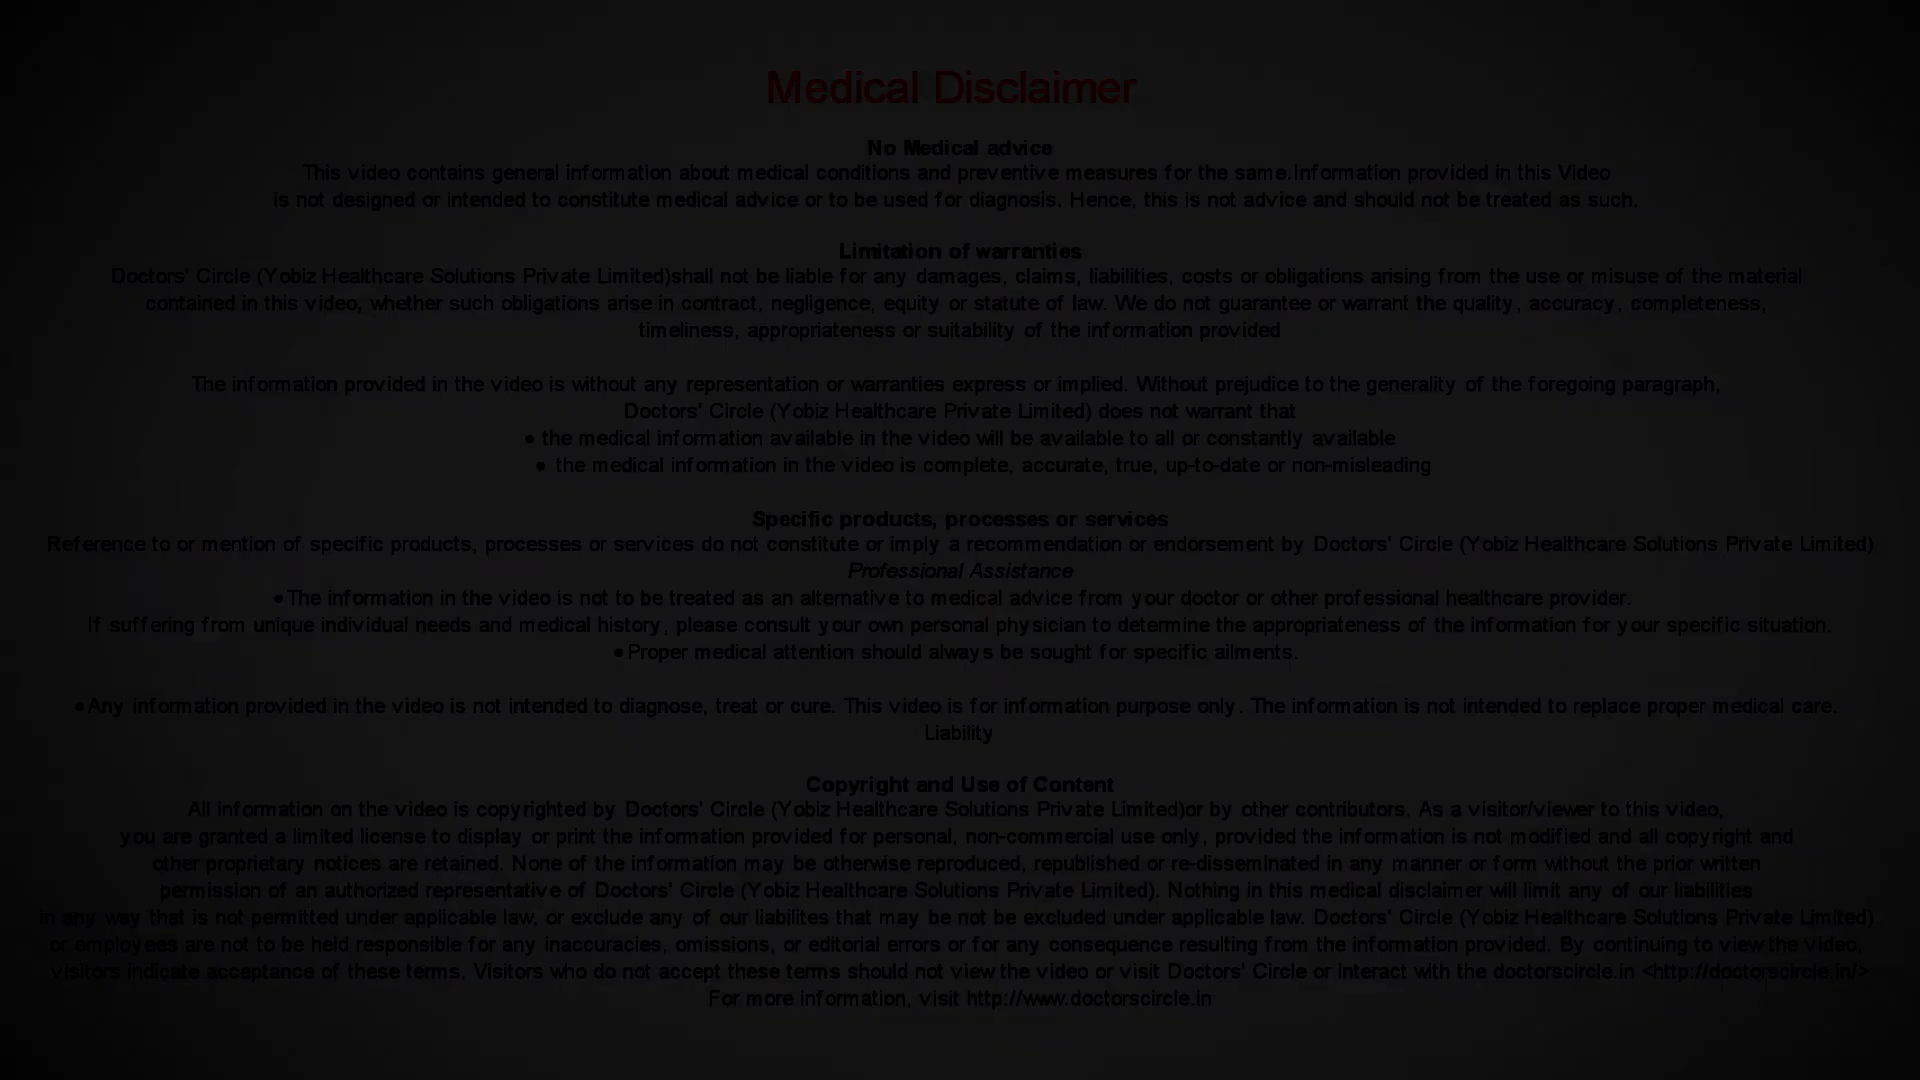 Medical Disclaimer
No Medical advice
This video contains general information about medical conditions and preventive measures for the same.Information provided in this Video
is not designed or intended to constitute medical advice or to be used for diagnosis. Hence, this is not advice and should not be treated as such.
Limitation of warranties
Doctors' Circle (Yobiz Healthcare Solutions Private Limited)shall not be liable for any damages, claims, liabilities, costs or obligations arising from the use or misuse of the material
contained in this video, whether such obligations arise in contract, negligence, equity or statute of law. We do not guarantee or warrant the quality, accuracy, completeness,
timeliness, appropriateness or suitability of the information provided
The information provided in the video is without any representation or warranties express or implied. Without prejudice to the generality of the foregoing paragraph,
Doctors' Circle (Yobiz Healthcare Private Limited) does not warrant that
● the medical information available in the video will be available to all or constantly available
● the medical information in the video is complete, accurate, true, up-to-date or non-misleading
Specific products, processes or services
Reference to or mention of specific products, processes or services do not constitute or imply a recommendation or endorsement by Doctors' Circle (Yobiz Healthcare Solutions Private Limited)
Professional Assistance
●The information in the video is not to be treated as an alternative to medical advice from your doctor or other professional healthcare provider.
If suffering from unique individual needs and medical history, please consult your own personal physician to determine the appropriateness of the information for your specific situation.
●Proper medical attention should always be sought for specific ailments.
●Any information provided in the video is not intended to diagnose, treat or cure. This video is for information purpose only. The information is not intended to replace proper medical care.
Liability
Copyright and Use of Content
All information on the video is copyrighted by Doctors' Circle (Yobiz Healthcare Solutions Private Limited)or by other contributors. As a visitor/viewer to this video,
you are granted a limited license to display or print the information provided for personal, non-commercial use only, provided the information is not modified and all copyright and
other proprietary notices are retained. None of the information may be otherwise reproduced, republished or re-disseminated in any manner or form without the prior written
permission of an authorized representative of Doctors' Circle (Yobiz Healthcare Solutions Private Limited). Nothing in this medical disclaimer will limit any of our liabilities
in any way that is not permitted under applicable law, or exclude any of our liabilites that may be not be excluded under applicable law. Doctors' Circle (Yobiz Healthcare Solutions Private Limited)
or employees are not to be held responsible for any inaccuracies, omissions, or editorial errors or for any consequence resulting from the information provided. By continuing to view the video,
visitors indicate acceptance of these terms. Visitors who do not accept these terms should not view the video or visit Doctors' Circle or interact with the doctorscircle.in <http://doctorscircle.in/>
For more information, visit http://www.doctorscircle.in